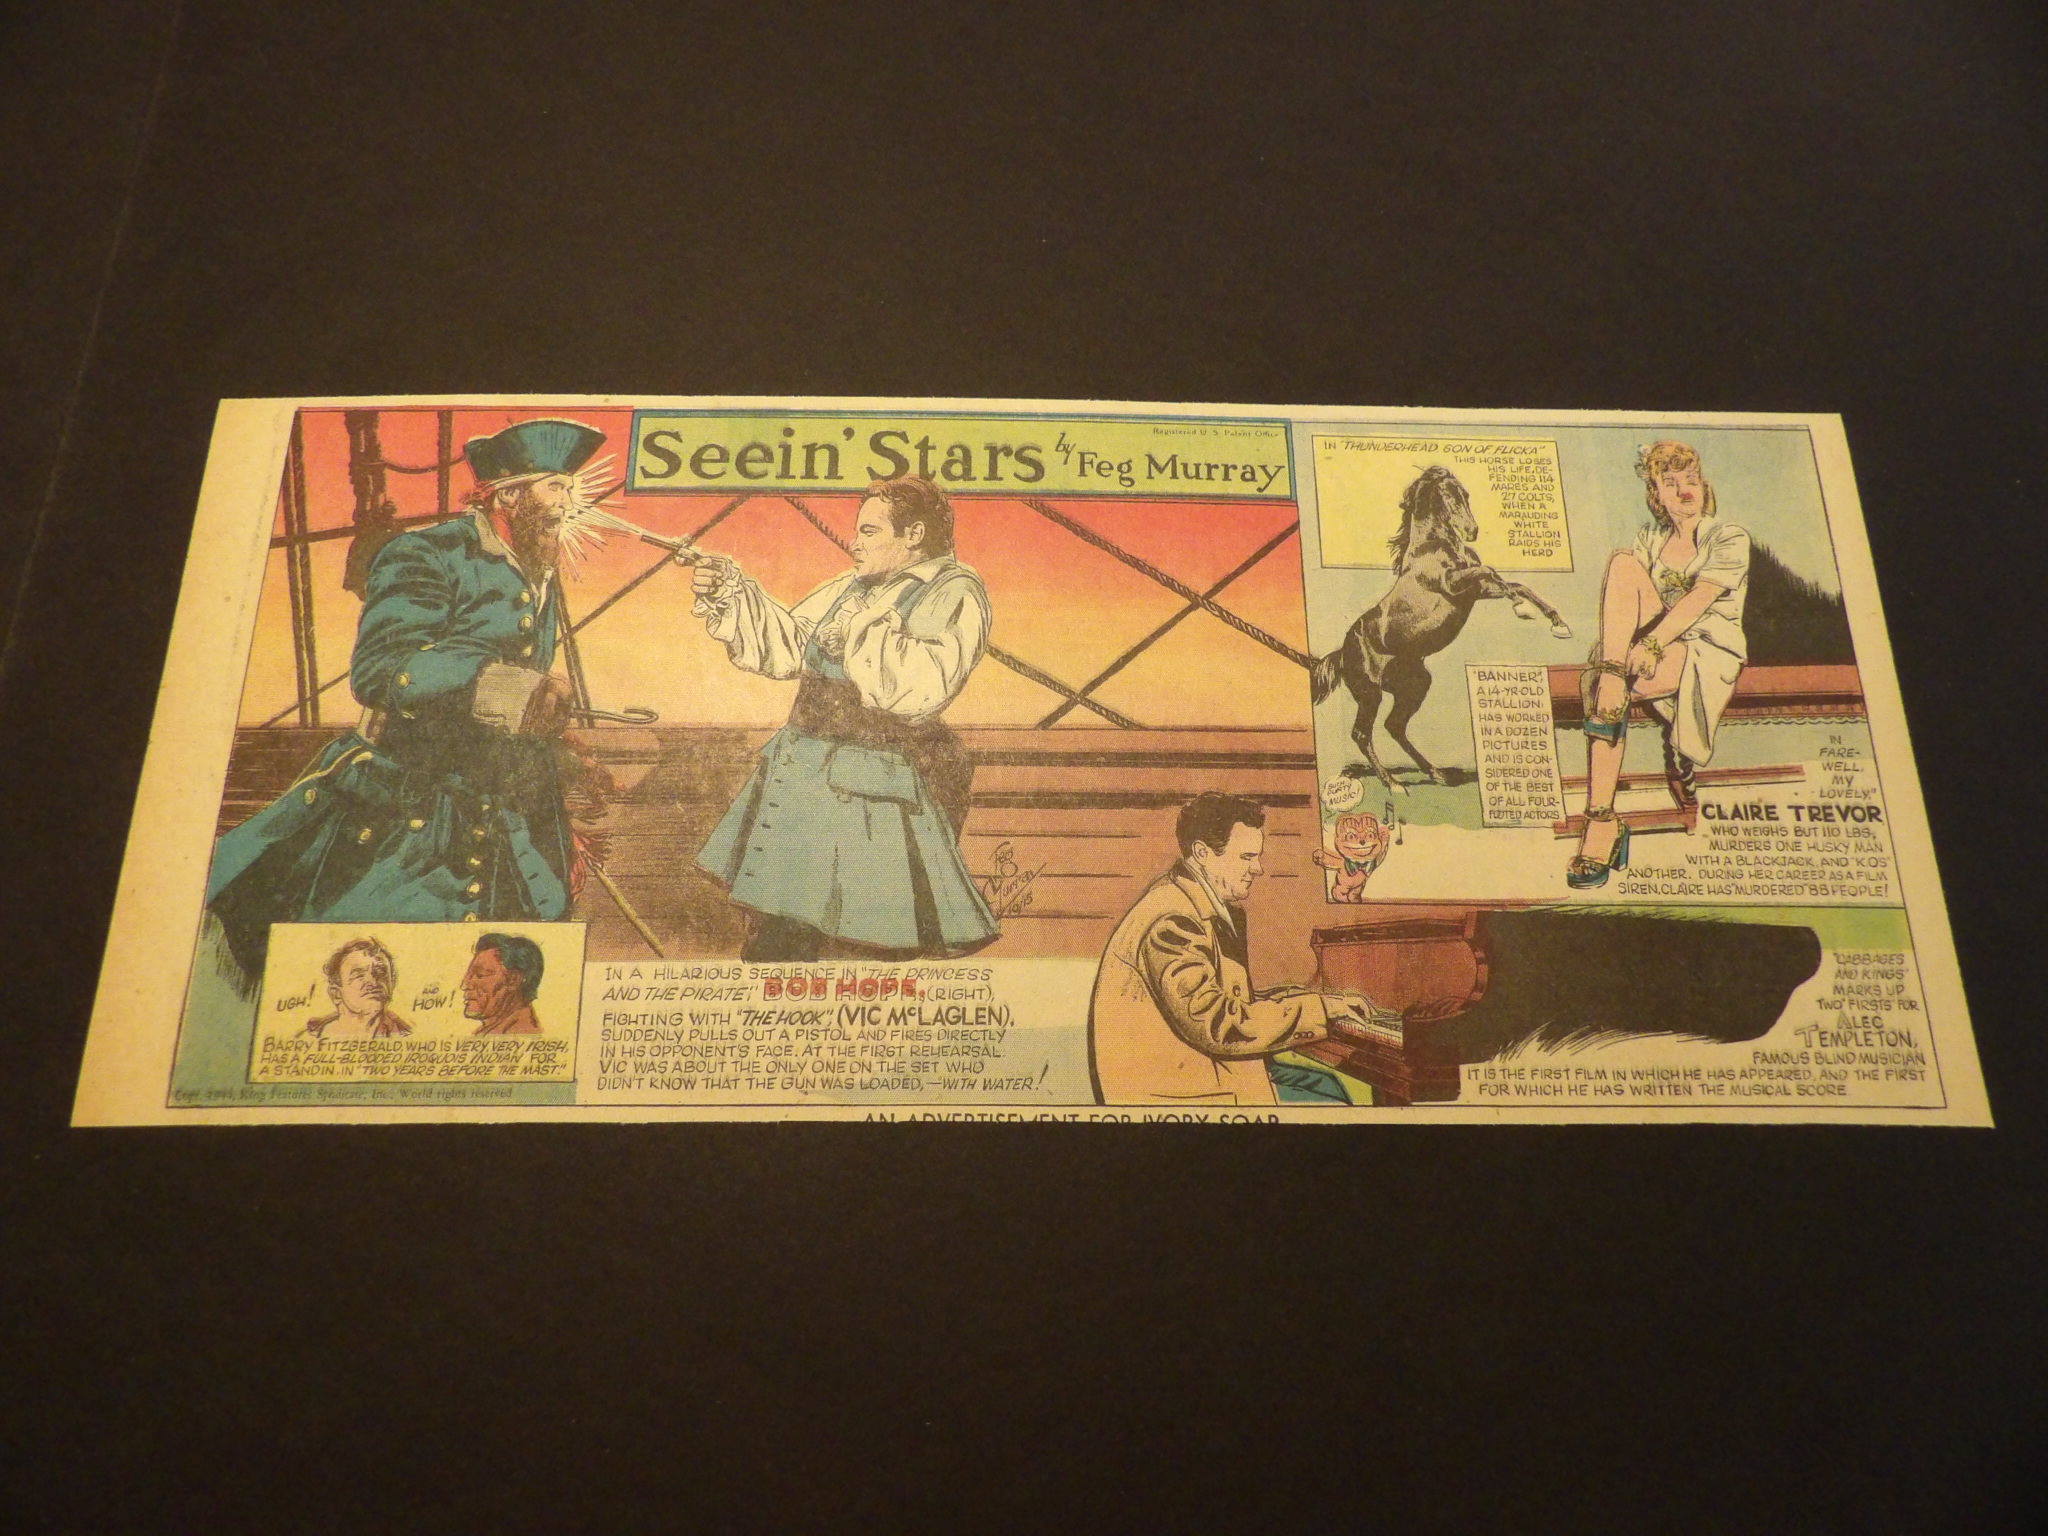 Seein' Stars by Feg Murray
Registered U. S. Patent Office
IN "THUNDERHEAD SON OF FLICKA"
THIS HORSE LOSES
HIS LIFE, DE-
FENDING 114
MARES AND
27 COLTS,
WHEN A
MARAUDING
WHITE
STALLION
RAIDS HIS
HERD
"BANNER",
A 14-YR-OLD
STALLION,
HAS WORKED
IN A DOZEN
PICTURES
AND IS CON-
SIDERED ONE
OF THE BEST
OF ALL FOUR-
FOOTED ACTORS
MUSIC!
IN
FARE-
WELL,
MY
LOVELY,"
CLAIRE TREVOR
WHO WEIGHS BUT 110 LBS,
MURDERS ONE HUSKY MAN
WITH A BLACKJACK, AND "K.O'S"
ANOTHER. DURING HER CAREER AS A FILM
SIREN, CLAIRE HAS "MURDERED" 88 PEOPLE!
Feg
Murray
10/15
UGH!
AND
HOW!
BARRY FITZGERALD, WHO IS VERY, VERY IRISH,
HAS A FULL-BLOODED IROQUOIS INDIAN FOR
A STANDIN, IN "TWO YEARS BEFORE THE MAST."
Copr. 1944, King Features Syndicate, Inc., World rights reserved
IN A HILARIOUS SEQUENCE IN "THE PRINCESS
AND THE PIRATE", BOB HOPE, (RIGHT),
FIGHTING WITH "THE HOOK", (VIC McLAGLEN),
SUDDENLY PULLS OUT A PISTOL AND FIRES DIRECTLY
IN HIS OPPONENT'S FACE. AT THE FIRST REHEARSAL
VIC WAS ABOUT THE ONLY ONE ON THE SET WHO
DIDN'T KNOW THAT THE GUN WAS LOADED,—WITH WATER!
"CABBAGES
AND KINGS"
MARKS UP
TWO "FIRSTS" FOR
ALEC
TEMPLETON,
FAMOUS BLIND MUSICIAN
IT IS THE FIRST FILM IN WHICH HE HAS APPEARED, AND THE FIRST
FOR WHICH HE HAS WRITTEN THE MUSICAL SCORE.
AN ADVERTISEMENT FOR IVORY SOAP